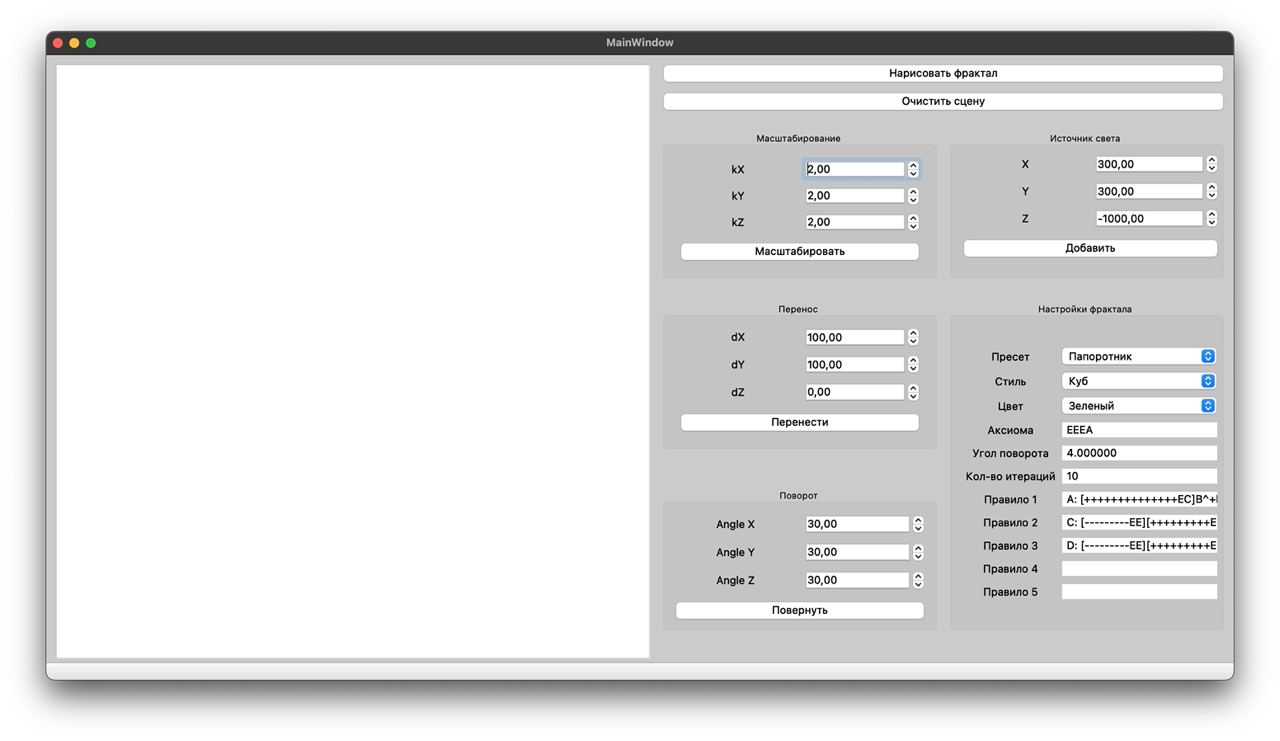 MainWindow
Нарисовать фрактал
Очистить сцену
Масштабирование
kX 2,00
kY 2,00
kZ 2,00
Масштабировать
Источник света
X 300,00
Y 300,00
Z -1000,00
Добавить
Перенос
dX 100,00
dY 100,00
dZ 0,00
Перенести
Настройки фрактала
Пресет Папоротник
Стиль Куб
Цвет Зеленый
Аксиома EEEA
Угол поворота 4.000000
Кол-во итераций 10
Правило 1 A: [++++++++++++++EC]B^+
Правило 2 C: [---------EE][+++++++++E
Правило 3 D: [---------EE][+++++++++E
Правило 4
Правило 5
Поворот
Angle X 30,00
Angle Y 30,00
Angle Z 30,00
Повернуть